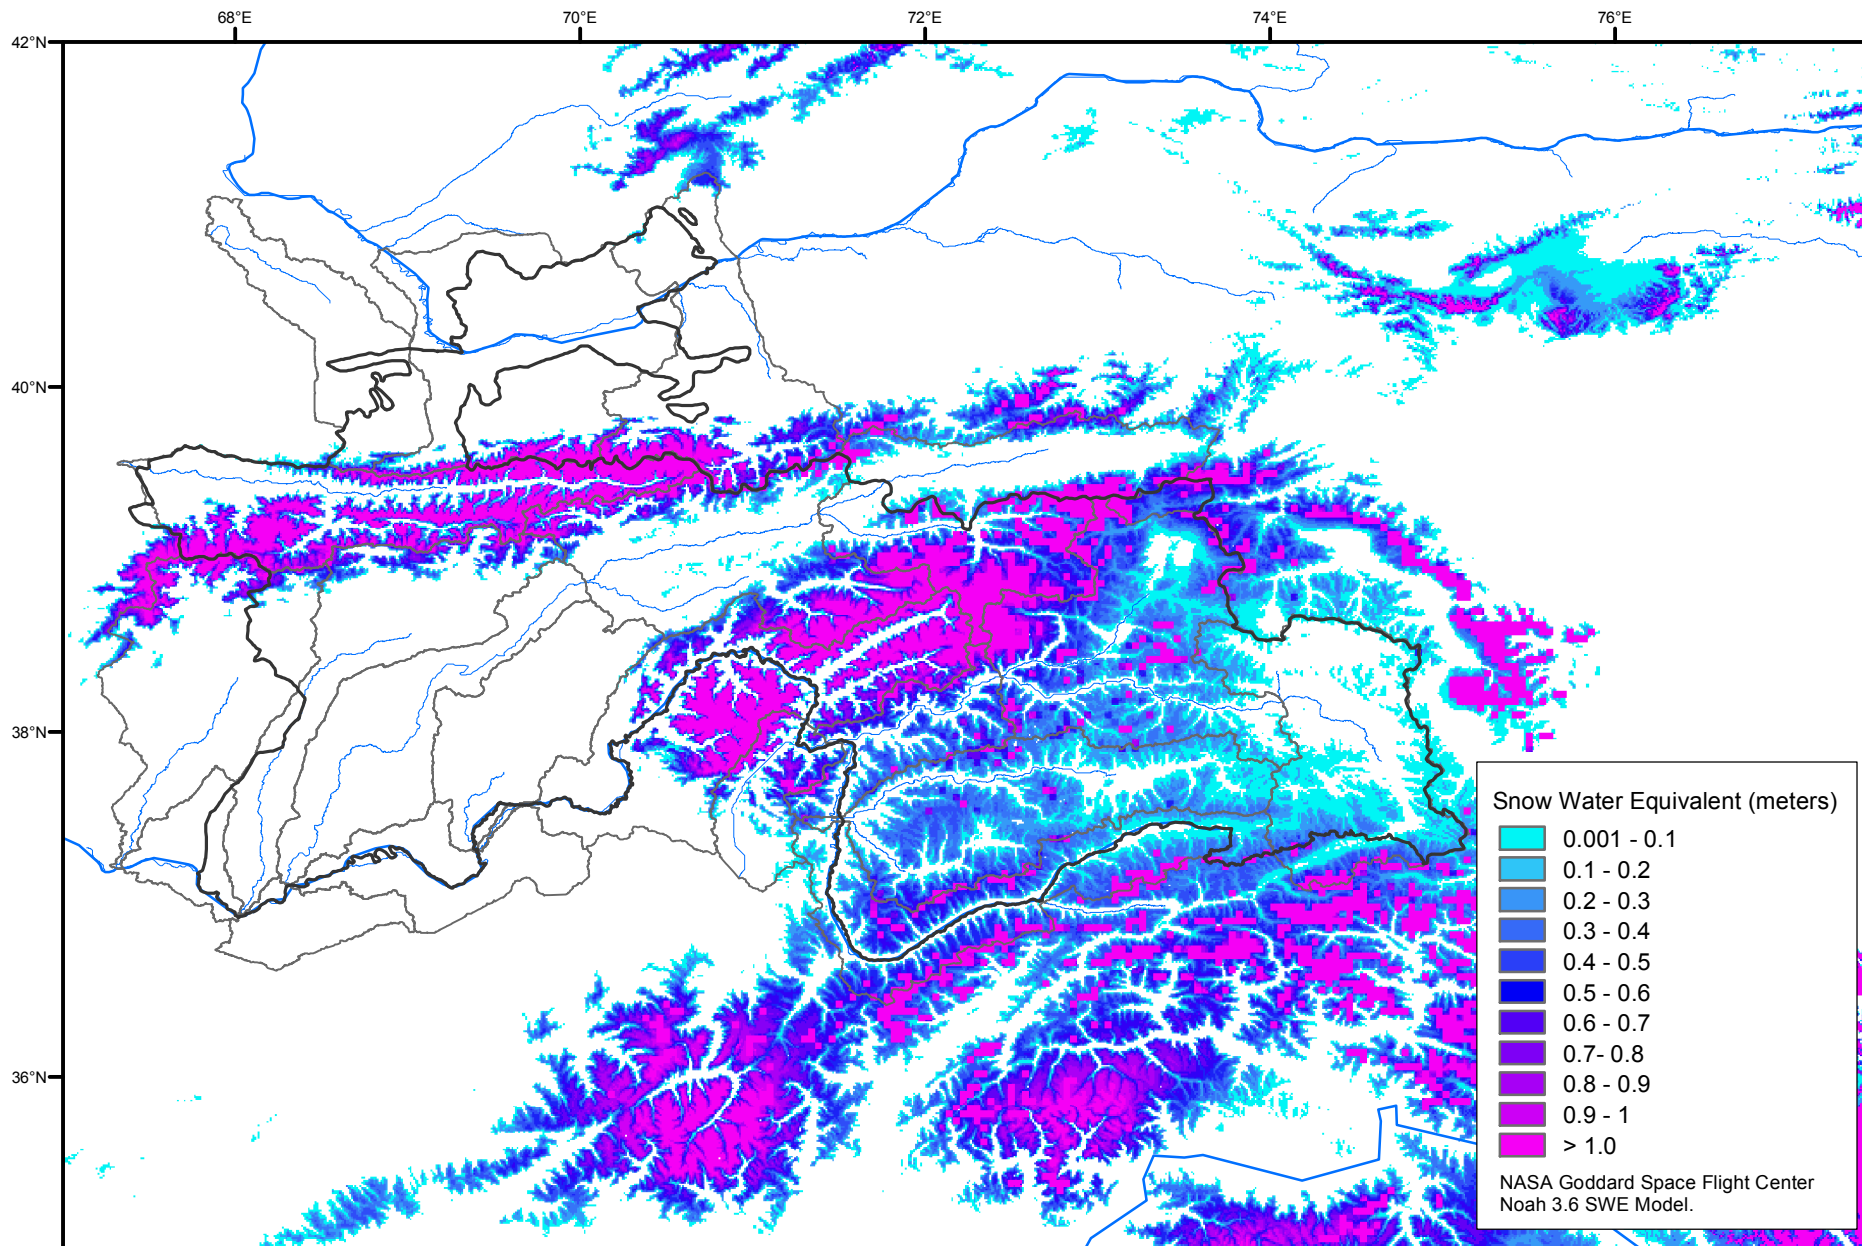 68°E 70°E 72°E 74°E 76°E
42°N
40°N
38°N
36°N
Snow Water Equivalent (meters)
0.001 - 0.1
0.1 - 0.2
0.2 - 0.3
0.3 - 0.4
0.4 - 0.5
0.5 - 0.6
0.6 - 0.7
0.7- 0.8
0.8 - 0.9
0.9 - 1
> 1.0
NASA Goddard Space Flight Center
Noah 3.6 SWE Model.